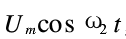 Uₘcos ω₂ t